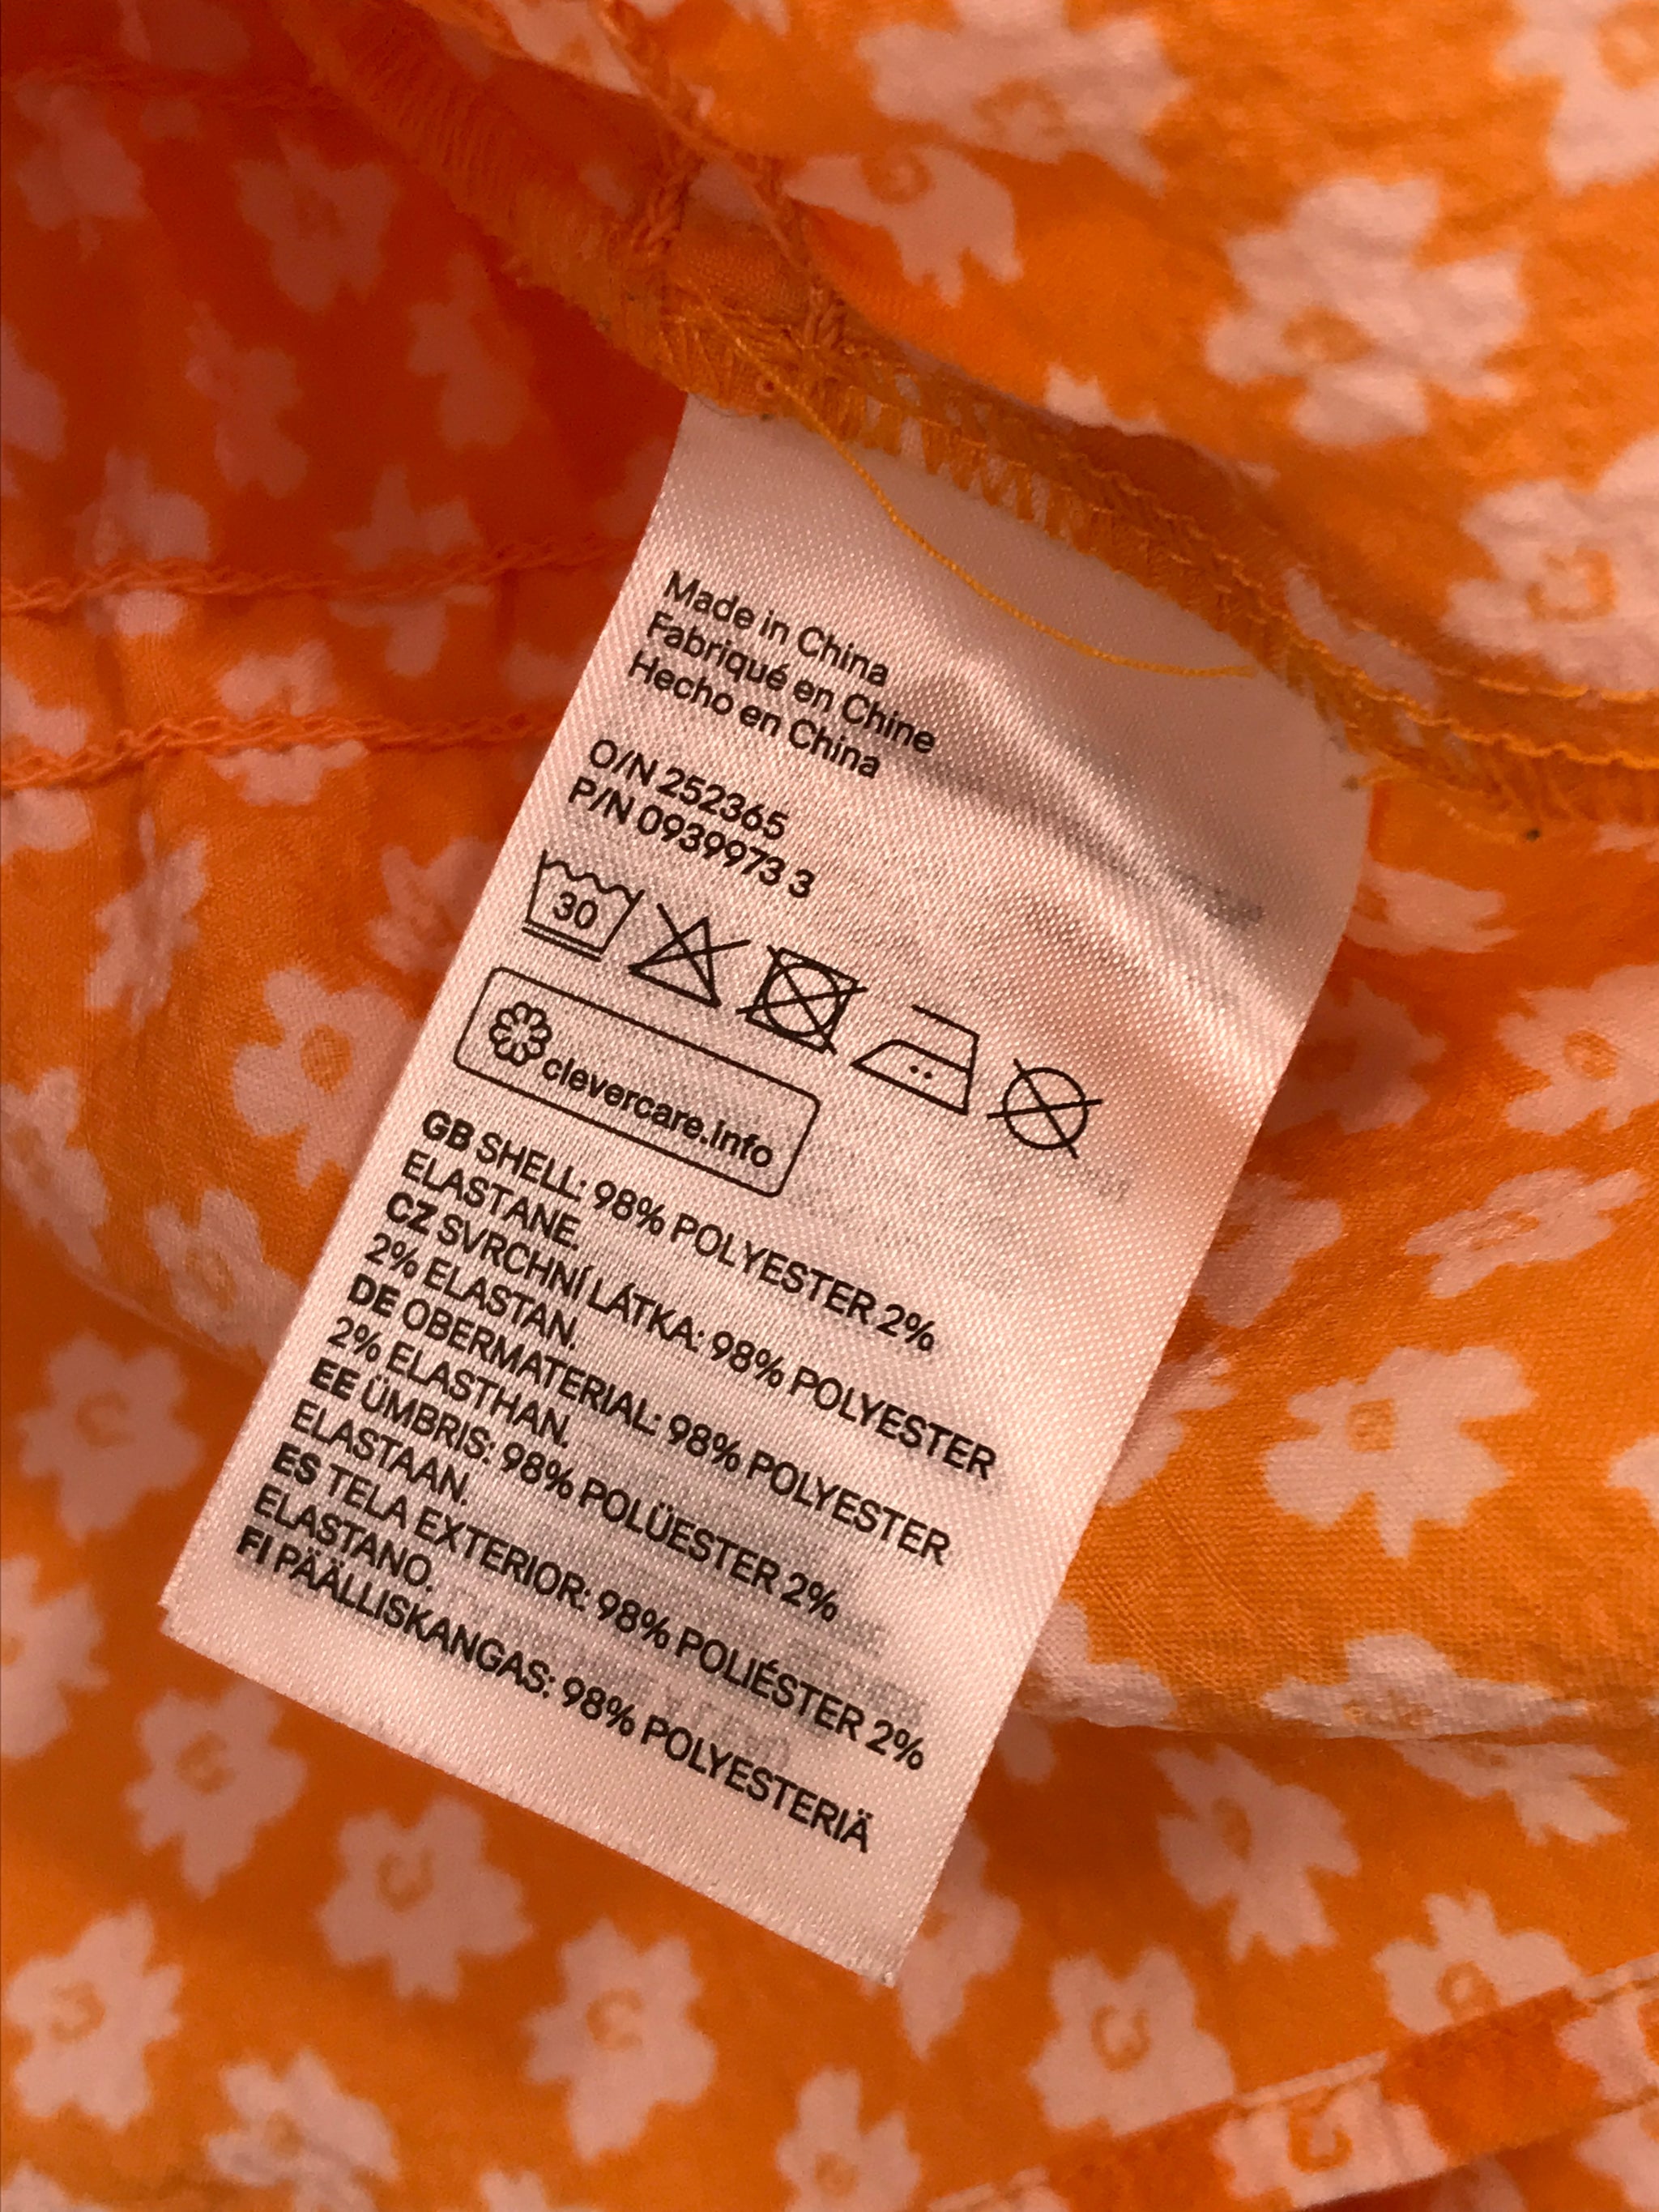 Made in China
Fabriqué en Chine
Hecho en China
O/N 252365
P/N 0939973 3
30
clevercare.info
GB SHELL: 98% POLYESTER 2%
ELASTANE.
CZ SVRCHNÍ LÁTKA: 98% POLYESTER
2% ELASTAN.
DE OBERMATERIAL: 98% POLYESTER
2% ELASTHAN.
EE ÜMBRIS: 98% POLÜESTER 2%
ELASTAAN.
ES TELA EXTERIOR: 98% POLIÉSTER 2%
ELASTANO.
FI PÄÄLLISKANGAS: 98% POLYESTERIÄ